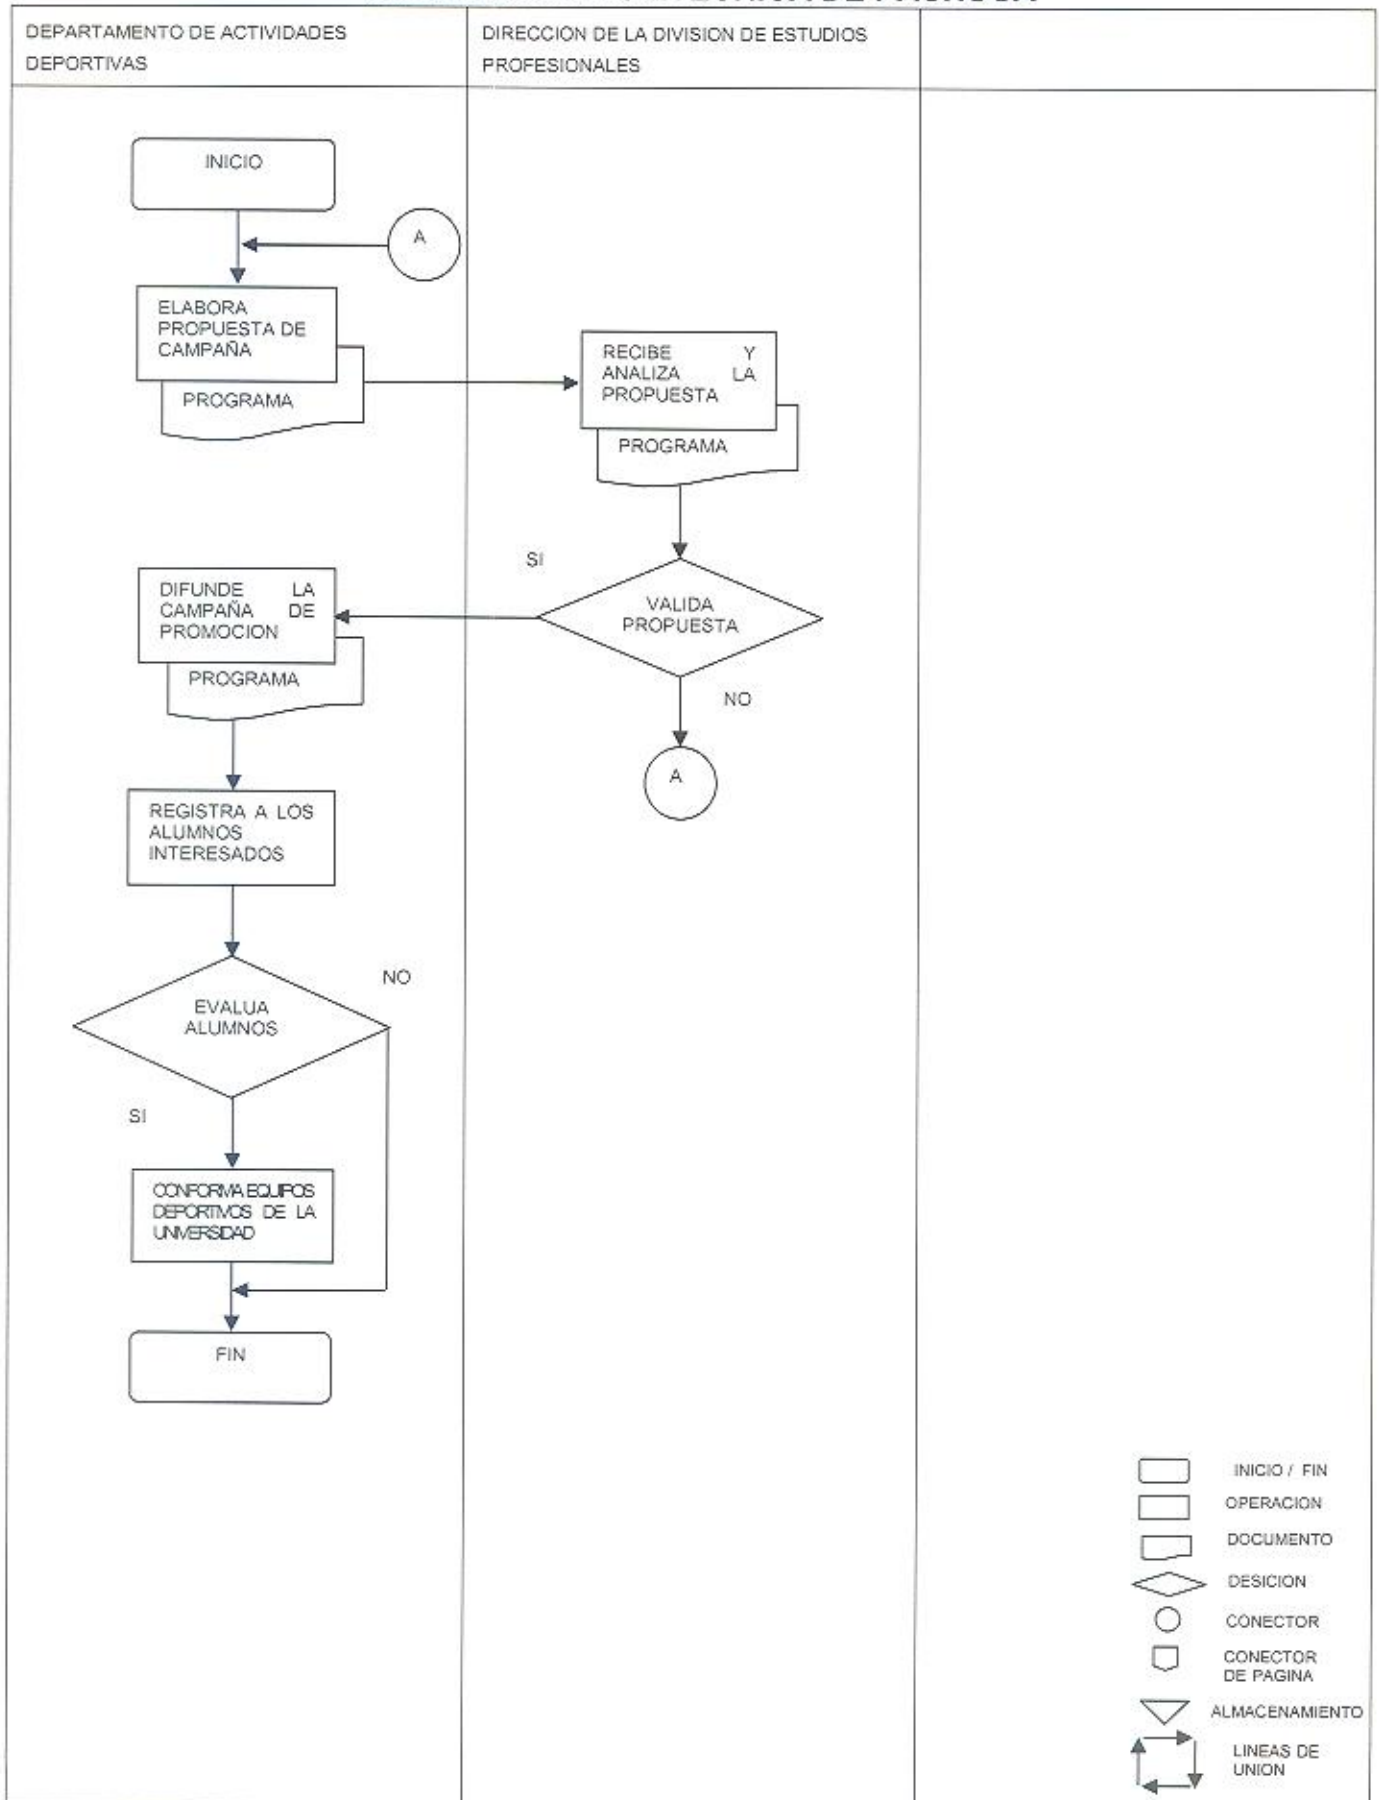 DEPARTAMENTO DE ACTIVIDADES
DEPORTIVAS
DIRECCION DE LA DIVISION DE ESTUDIOS
PROFESIONALES
INICIO
A
ELABORA
PROPUESTA DE
CAMPAÑA
PROGRAMA
RECIBE Y
ANALIZA LA
PROPUESTA
PROGRAMA
SI
VALIDA
PROPUESTA
NO
A
DIFUNDE LA
CAMPAÑA DE
PROMOCION
PROGRAMA
REGISTRA A LOS
ALUMNOS
INTERESADOS
NO
EVALUA
ALUMNOS
SI
CONFORMA EQUIPOS
DEPORTIVOS DE LA
UNIVERSIDAD
FIN
INICIO / FIN
OPERACION
DOCUMENTO
DESICION
CONECTOR
CONECTOR
DE PAGINA
ALMACENAMIENTO
LINEAS DE
UNION